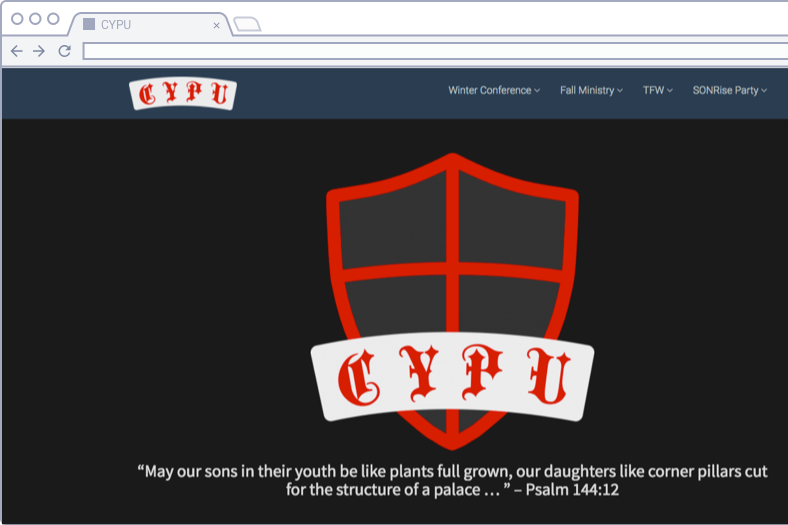 CYPU
CYPU
Winter Conference Fall Ministry TFW SONRise Party
CYPU
“May our sons in their youth be like plants full grown, our daughters like corner pillars cut
for the structure of a palace … ” – Psalm 144:12